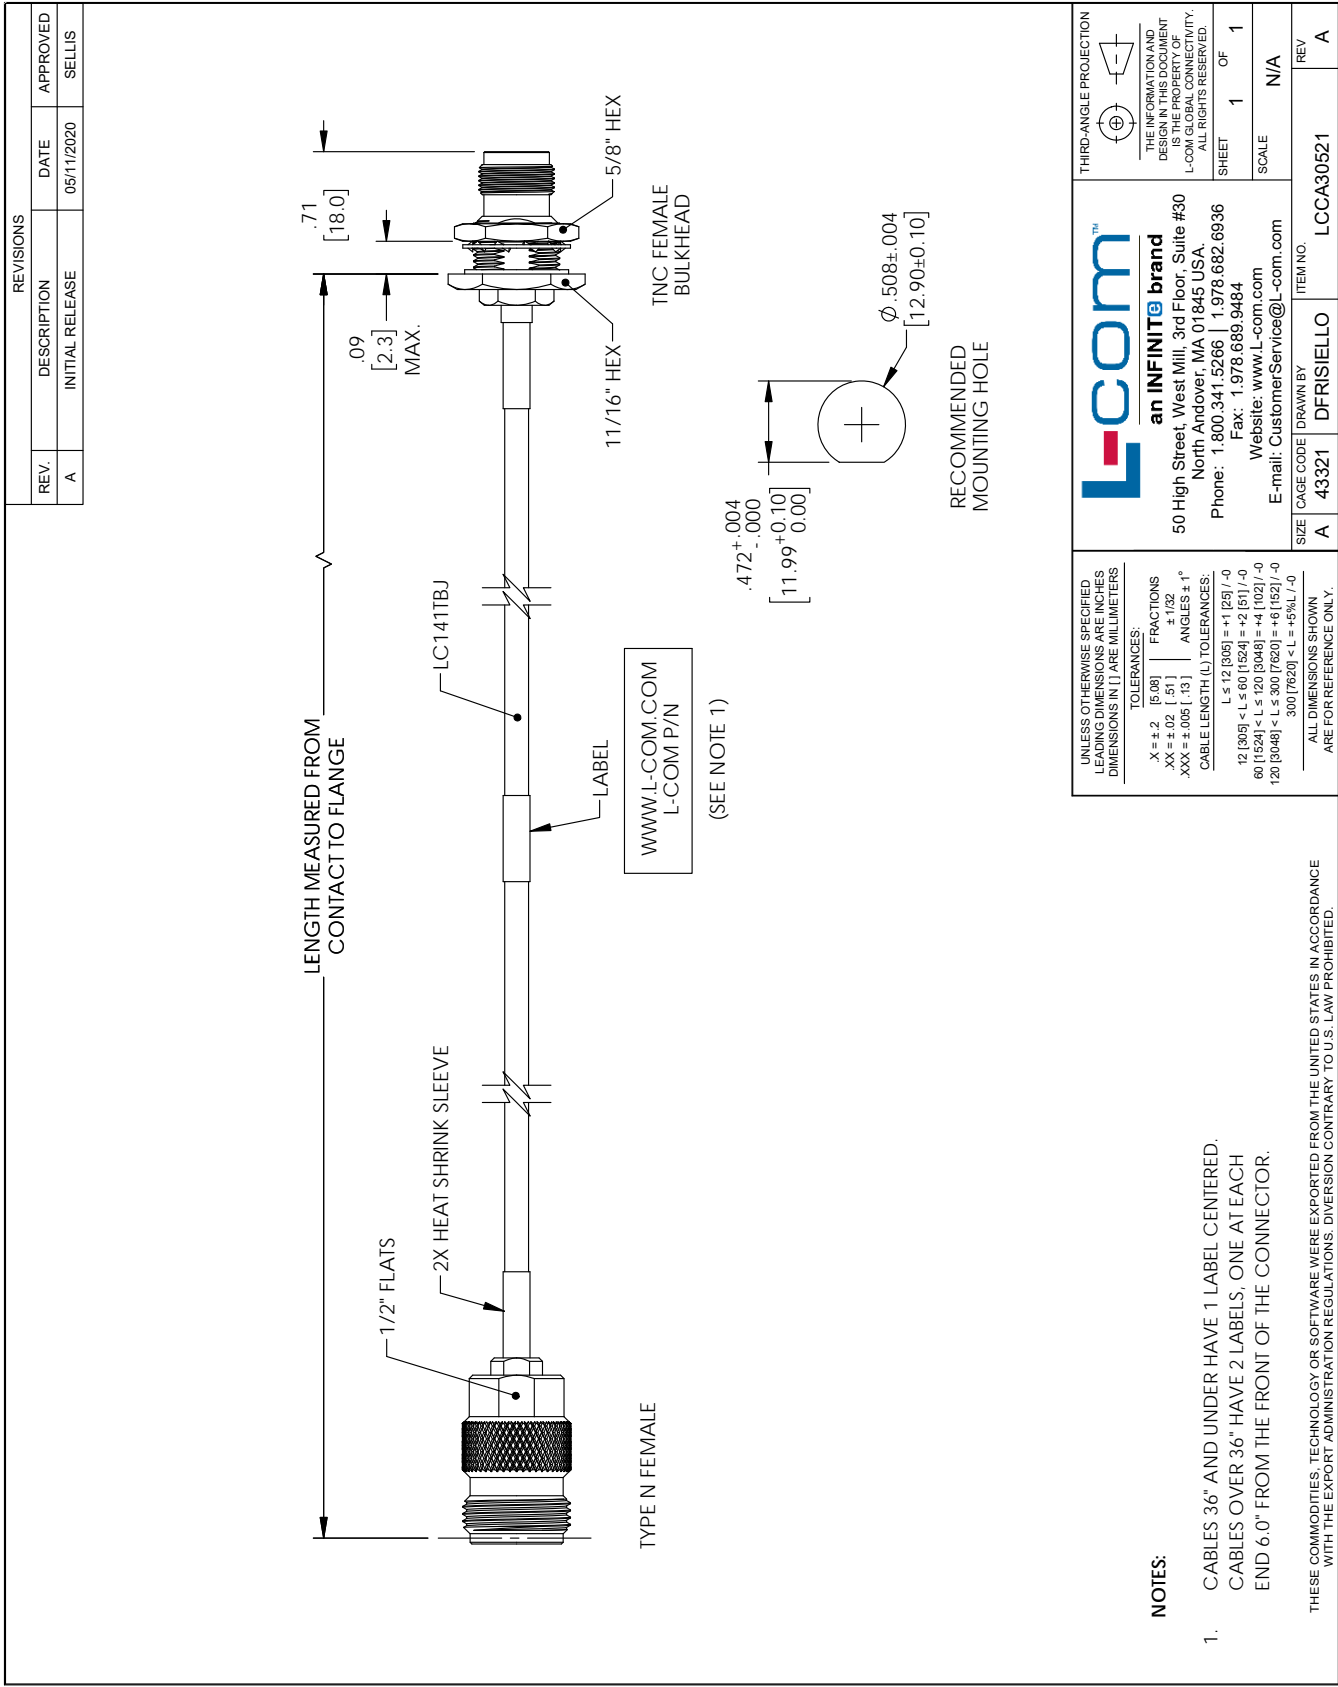 REVISIONS
REV. DESCRIPTION DATE APPROVED
A INITIAL RELEASE 05/11/2020 SELLIS
LENGTH MEASURED FROM
CONTACT TO FLANGE
.71
[18.0]
.09
[2.3]
MAX.
1/2" FLATS
2X HEAT SHRINK SLEEVE
LC141TBJ
LABEL
WWW.L-COM.COM
L-COM P/N
(SEE NOTE 1)
11/16" HEX
5/8" HEX
TYPE N FEMALE
TNC FEMALE
BULKHEAD
.472 +.004
-.000
[11.99 +0.10]
0.00
Ø.508±.004
[12.90±0.10]
RECOMMENDED
MOUNTING HOLE
NOTES:
1. CABLES 36" AND UNDER HAVE 1 LABEL CENTERED.
CABLES OVER 36" HAVE 2 LABELS, ONE AT EACH
END 6.0" FROM THE FRONT OF THE CONNECTOR.
THESE COMMODITIES, TECHNOLOGY OR SOFTWARE WERE EXPORTED FROM THE UNITED STATES IN ACCORDANCE
WITH THE EXPORT ADMINISTRATION REGULATIONS. DIVERSION CONTRARY TO U.S. LAW PROHIBITED.
UNLESS OTHERWISE SPECIFIED
LEADING DIMENSIONS ARE INCHES
DIMENSIONS IN [ ] ARE MILLIMETERS
TOLERANCES:
.X = ±.2 [5.08] FRACTIONS
.XX = ±.02 [.51] ± 1/32
.XXX = ±.005 [.13] ANGLES ± 1°
CABLE LENGTH (L) TOLERANCES:
L ≤ 12 [305] = +1 [25] / -0
12 [305] < L ≤ 60 [1524] = +2 [51] / -0
60 [1524] < L ≤ 120 [3048] = +4 [102] / -0
120 [3048] < L ≤ 300 [7620] = +6 [152] / -0
300 [7620] < L = +5%L / -0
ALL DIMENSIONS SHOWN
ARE FOR REFERENCE ONLY.
L-com™
an INFINIT@ brand
50 High Street, West Mill, 3rd Floor, Suite #30
North Andover, MA 01845 USA.
Phone: 1.800.341.5266 | 1.978.682.6936
Fax: 1.978.689.9484
Website: www.L-com.com
E-mail: CustomerService@L-com.com
THIRD-ANGLE PROJECTION
THE INFORMATION AND
DESIGN IN THIS DOCUMENT
IS THE PROPERTY OF
L-COM GLOBAL CONNECTIVITY.
ALL RIGHTS RESERVED.
SHEET 1 OF 1
SCALE N/A
SIZE A
CAGE CODE 43321
DRAWN BY DFRISIELLO
ITEM NO. LCCA30521
REV A